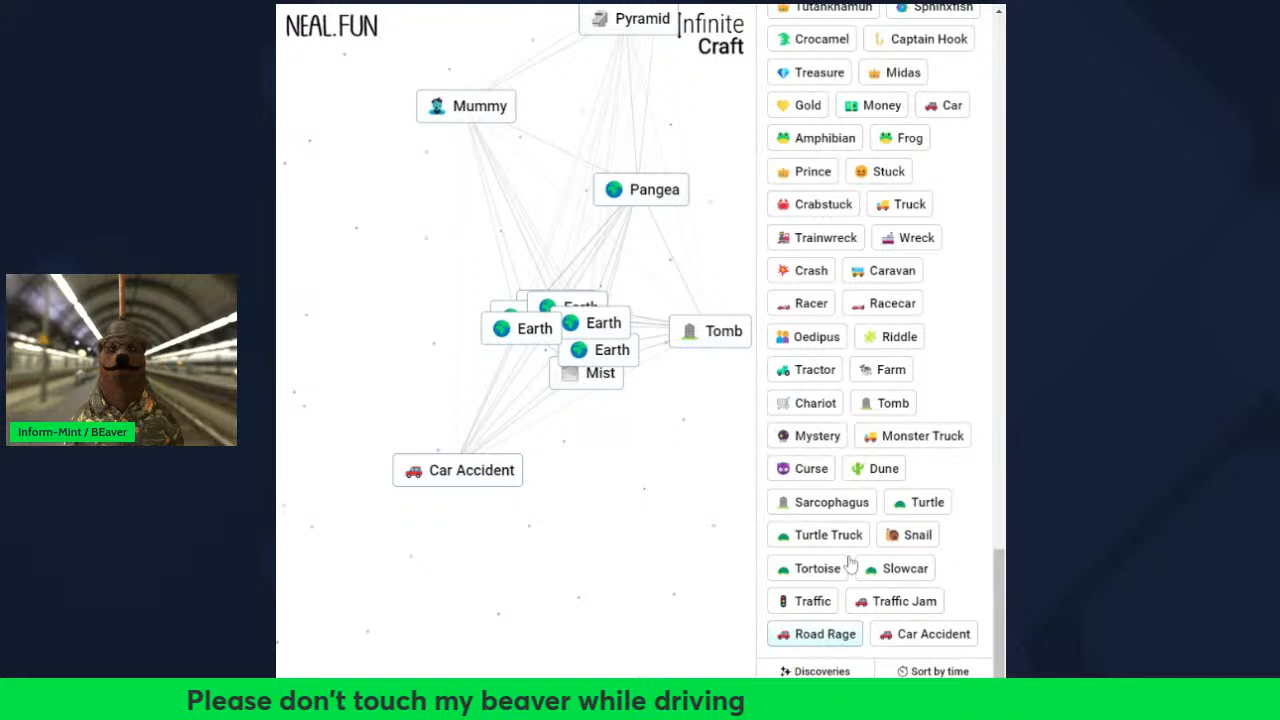 NEAL.FUN
Infinite
Craft
Pyramid
Mummy
Pangea
Earth
Earth
Earth
Earth
Tomb
Mist
Car Accident
Tutankhamun Sphinxfish
Crocamel Captain Hook
Treasure Midas
Gold Money Car
Amphibian Frog
Prince Stuck
Crabstuck Truck
Trainwreck Wreck
Crash Caravan
Racer Racecar
Oedipus Riddle
Tractor Farm
Chariot Tomb
Mystery Monster Truck
Curse Dune
Sarcophagus Turtle
Turtle Truck Snail
Tortoise Slowcar
Traffic Traffic Jam
Road Rage Car Accident
Discoveries Sort by time
Inform-Mint / BEaver
Please don't touch my beaver while driving